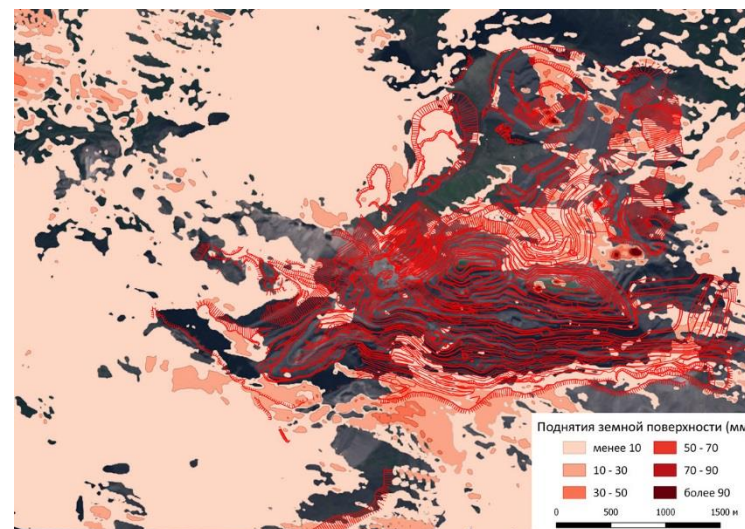 Поднятия земной поверхности (мм
менее 10
50 - 70
10 - 30
70 - 90
30 - 50
более 90
0 500 1000 1500 м